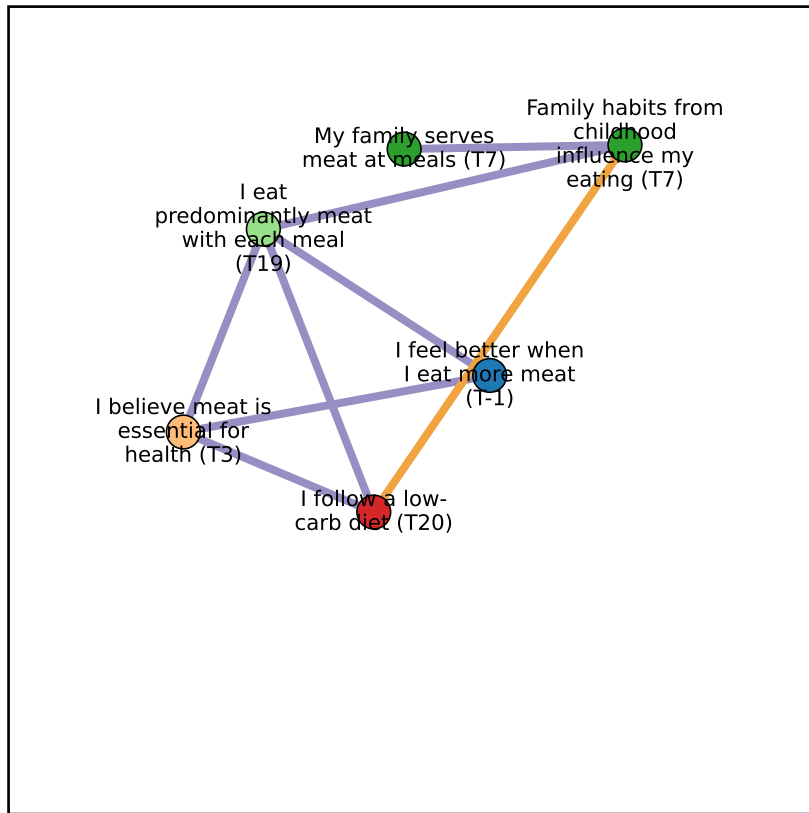 Family habits from
childhood
influence my
eating (T7)
My family serves
meat at meals (T7)
I eat
predominantly meat
with each meal
(T19)
I feel better when
I eat more meat
(T-1)
I believe meat is
essential for
health (T3)
I follow a low-
carb diet (T20)